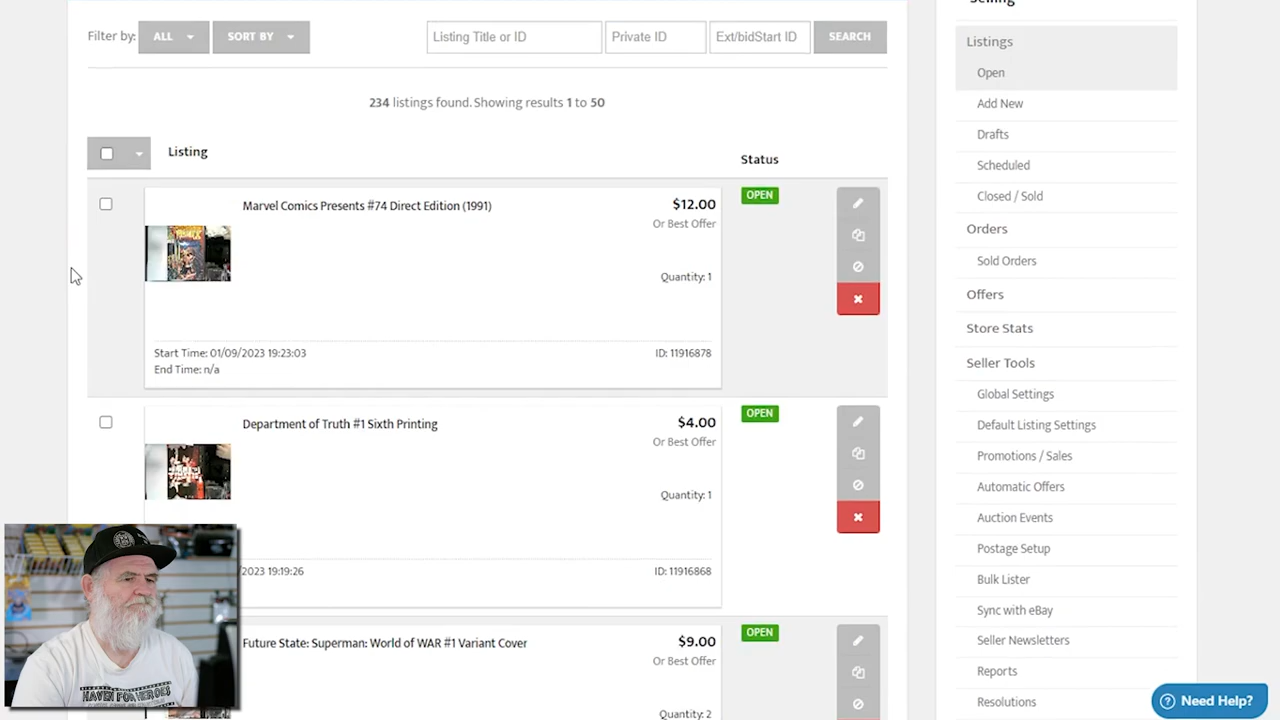 Selling
Filter by:
ALL
SORT BY
Listing Title or ID
Private ID
Ext/bidStart ID
SEARCH
234 listings found. Showing results 1 to 50
Listing
Status
Marvel Comics Presents #74 Direct Edition (1991)
$12.00
Or Best Offer
Quantity: 1
OPEN
Start Time: 01/09/2023 19:23:03
End Time: n/a
ID: 11916878
Department of Truth #1 Sixth Printing
$4.00
Or Best Offer
Quantity: 1
OPEN
2023 19:19:26
ID: 11916868
Future State: Superman: World of WAR #1 Variant Cover
$9.00
Or Best Offer
Quantity: 2
OPEN
Listings
Open
Add New
Drafts
Scheduled
Closed / Sold
Orders
Sold Orders
Offers
Store Stats
Seller Tools
Global Settings
Default Listing Settings
Promotions / Sales
Automatic Offers
Auction Events
Postage Setup
Bulk Lister
Sync with eBay
Seller Newsletters
Reports
Resolutions
Need Help?
HAVEN FOR HEROES